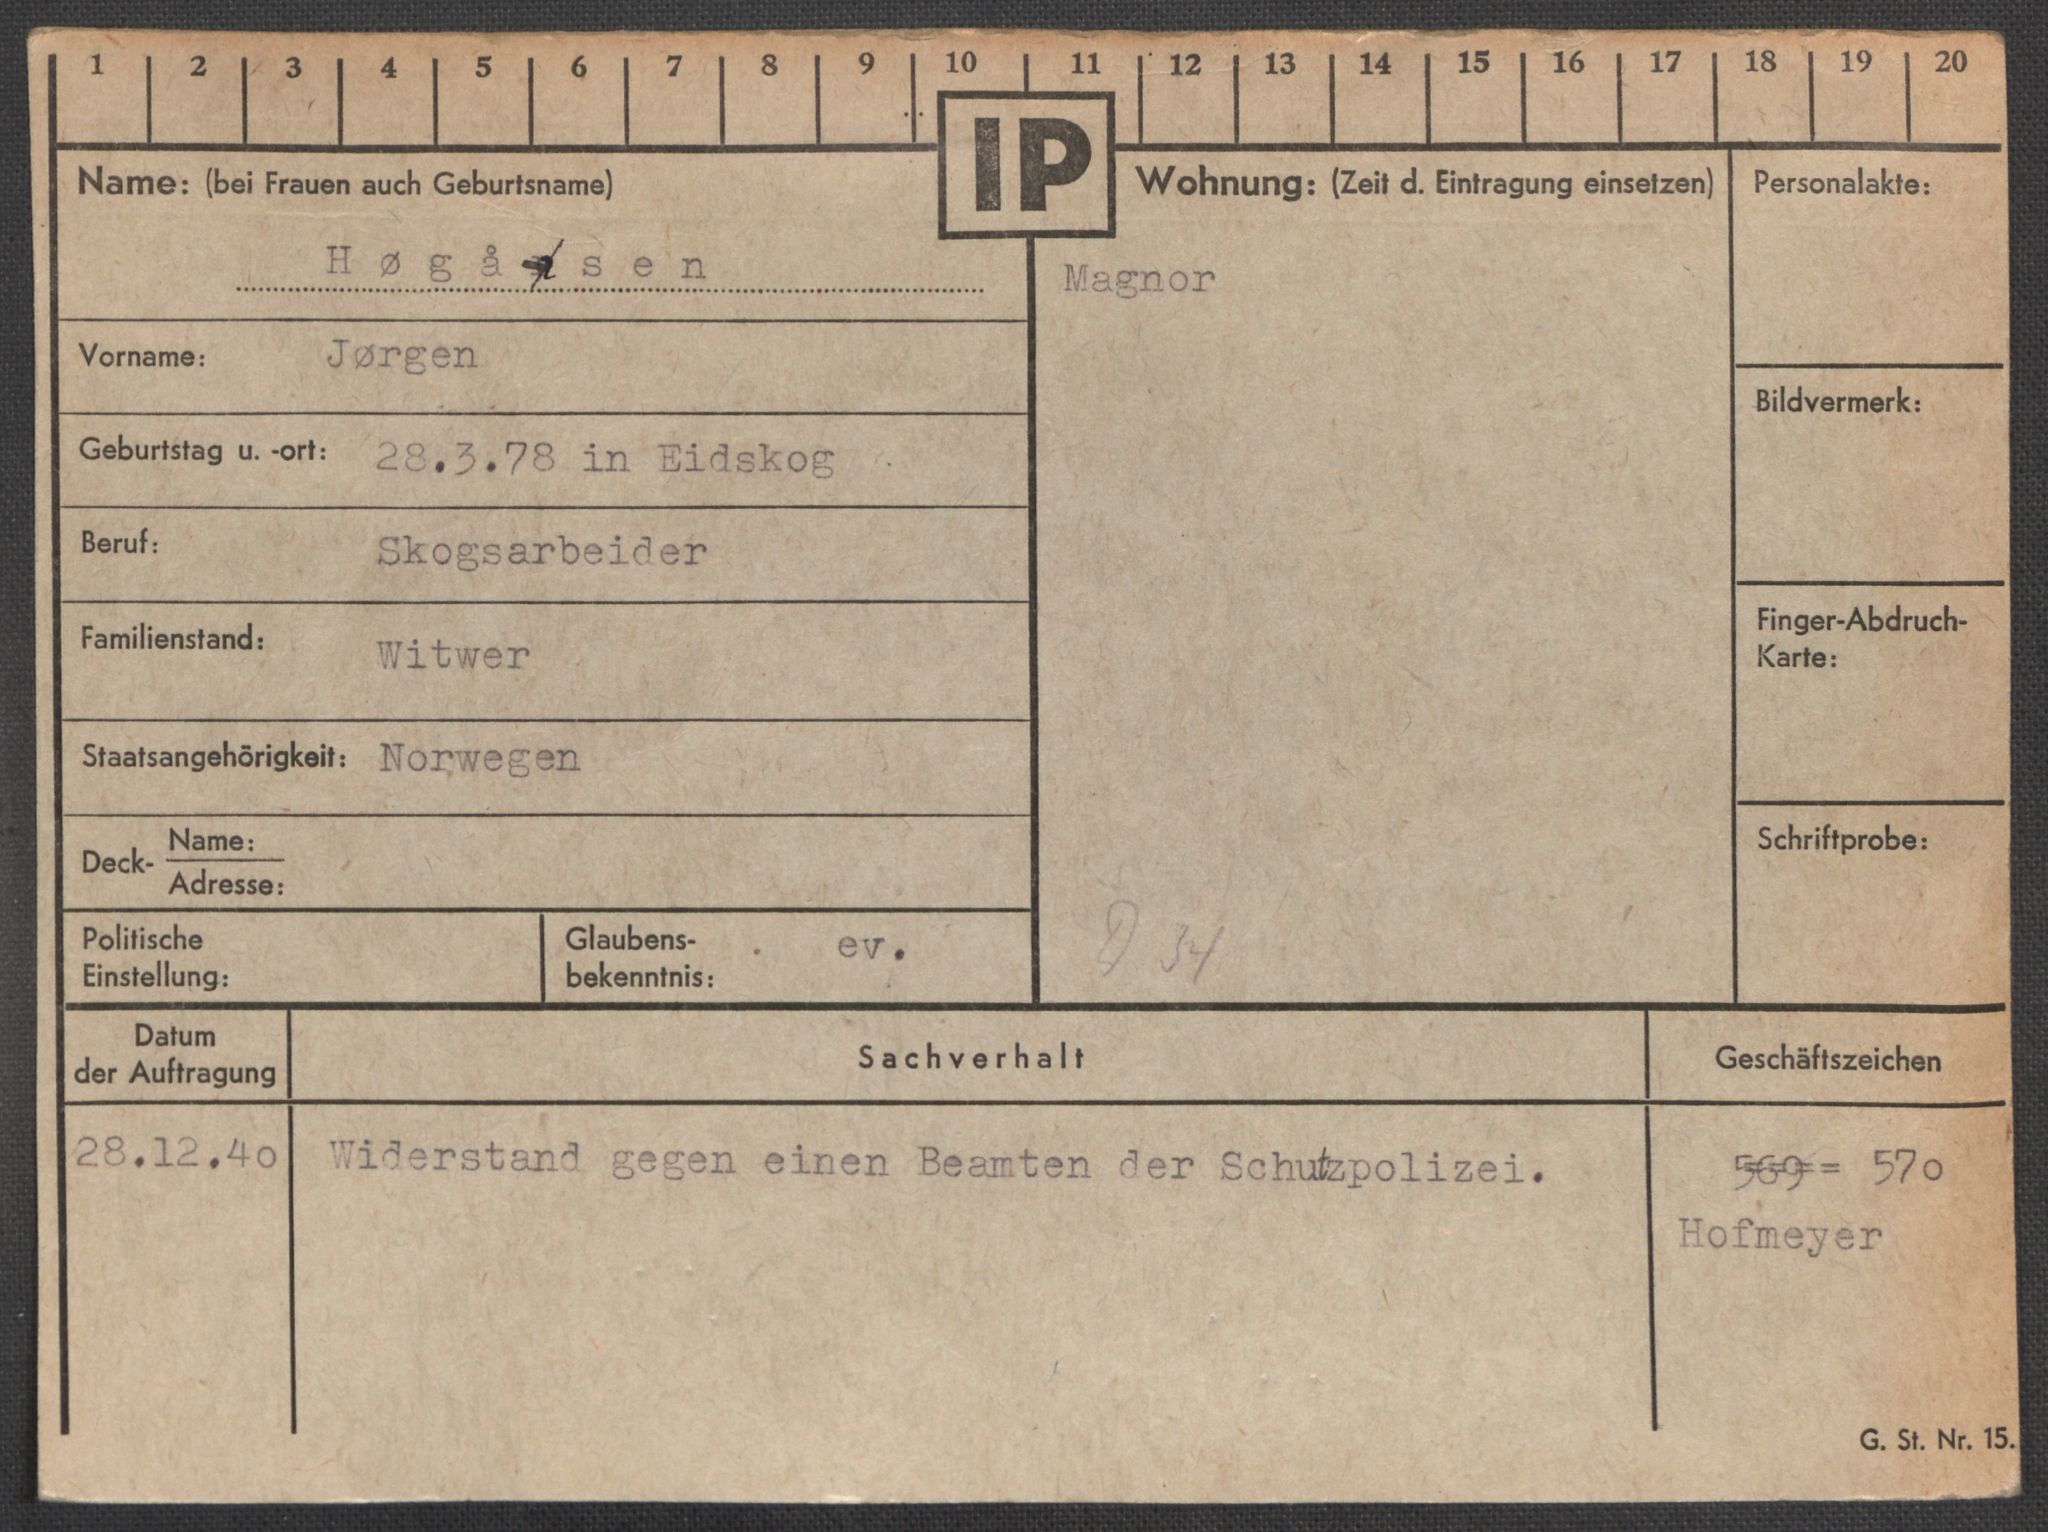 1 2 3 4 5 6 7 8 9 10 11 12 13 14 15 16 17 18 19 20
IP
Name: (bei Frauen auch Geburtsname)
Høgåsen
Vorname: Jørgen
Geburtstag u. -ort: 28.3.78 in Eidskog
Beruf: Skogsarbeider
Familienstand: Witwer
Staatsangehörigkeit: Norwegen
Deck- Name:
Adresse:
Politische
Einstellung:
Glaubens-
bekenntnis: ev.
Wohnung: (Zeit d. Eintragung einsetzen)
Magnor
34
Personalakte:
Bildvermerk:
Finger-Abdruch-
Karte:
Schriftprobe:
Datum
der Auftragung
Sachverhalt
Geschäftszeichen
28.12.40 Widerstand gegen einen Beamten der Schutzpolizei. 569 = 570
Hofmeyer
G. St. Nr. 15.